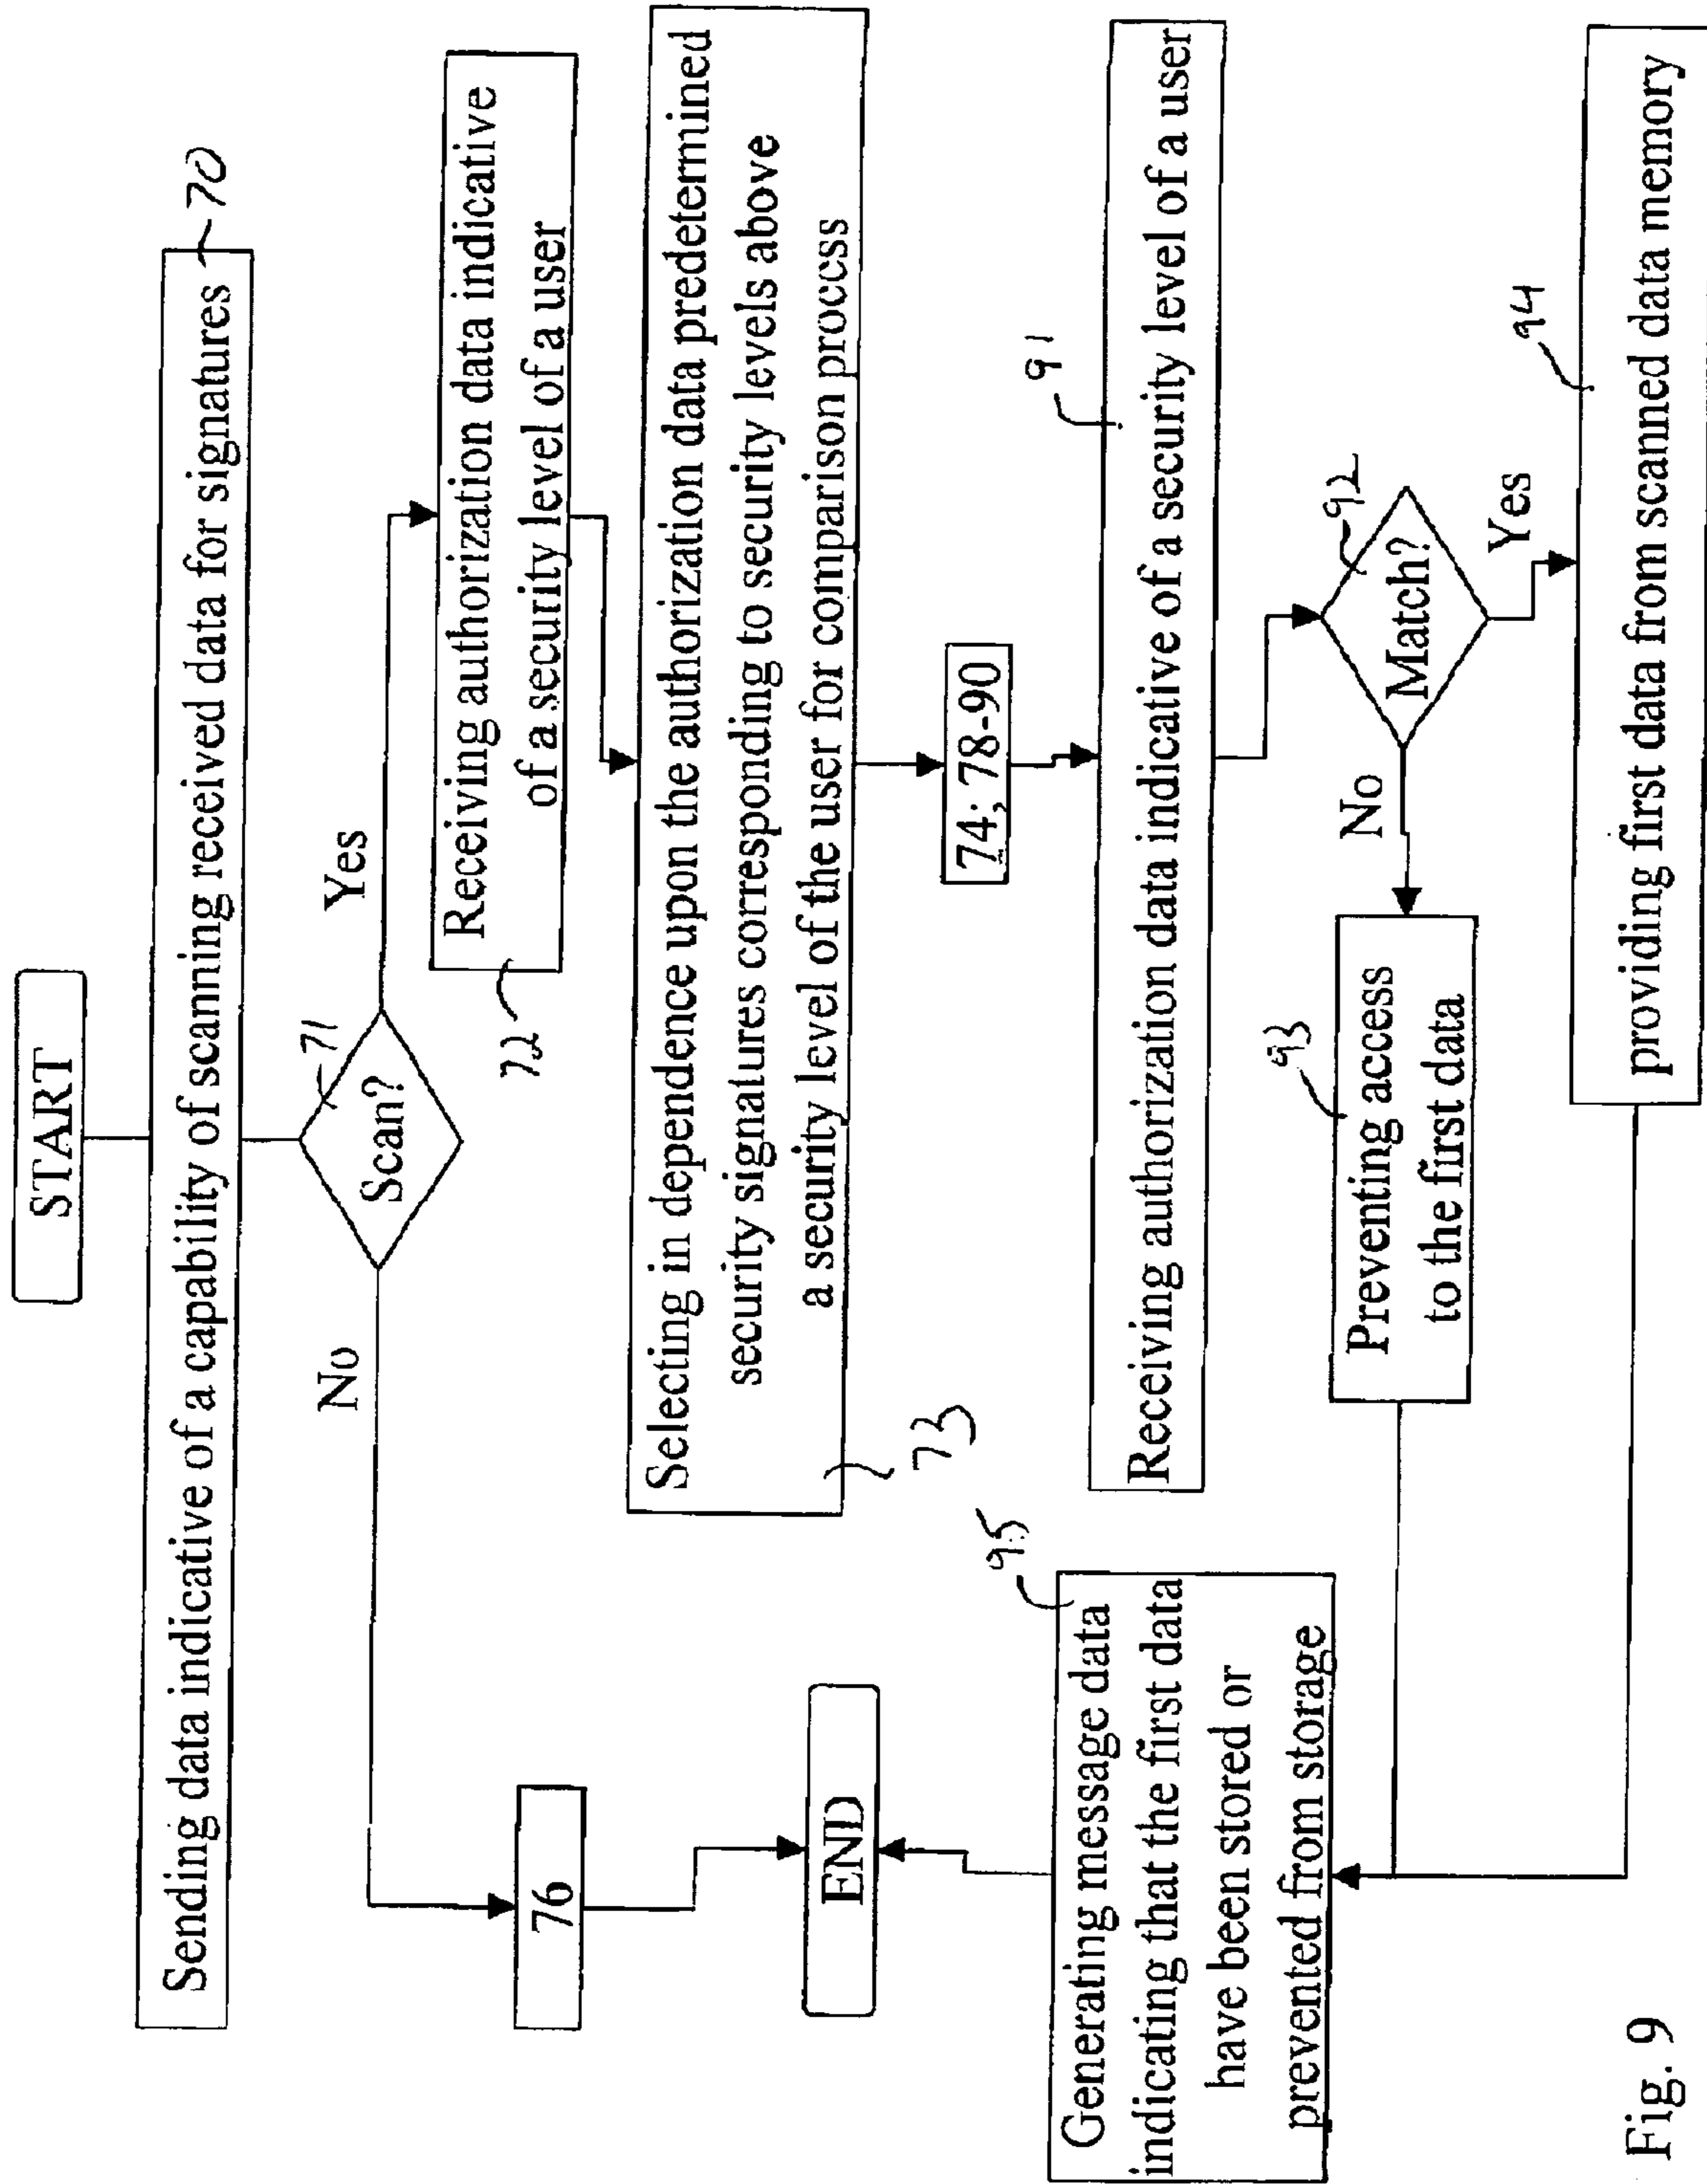 START
Sending data indicative of a capability of scanning received data for signatures
70
Scan?
71
No
Yes
Receiving authorization data indicative
of a security level of a user
72
Selecting in dependence upon the authorization data predetermined
security signatures corresponding to security levels above
a security level of the user for comparison process
73
74; 78-90
Receiving authorization data indicative of a security level of a user
91
Match?
92
No
Yes
Preventing access
to the first data
93
providing first data from scanned data memory
94
76
END
Generating message data
indicating that the first data
have been stored or
prevented from storage
95
Fig. 9